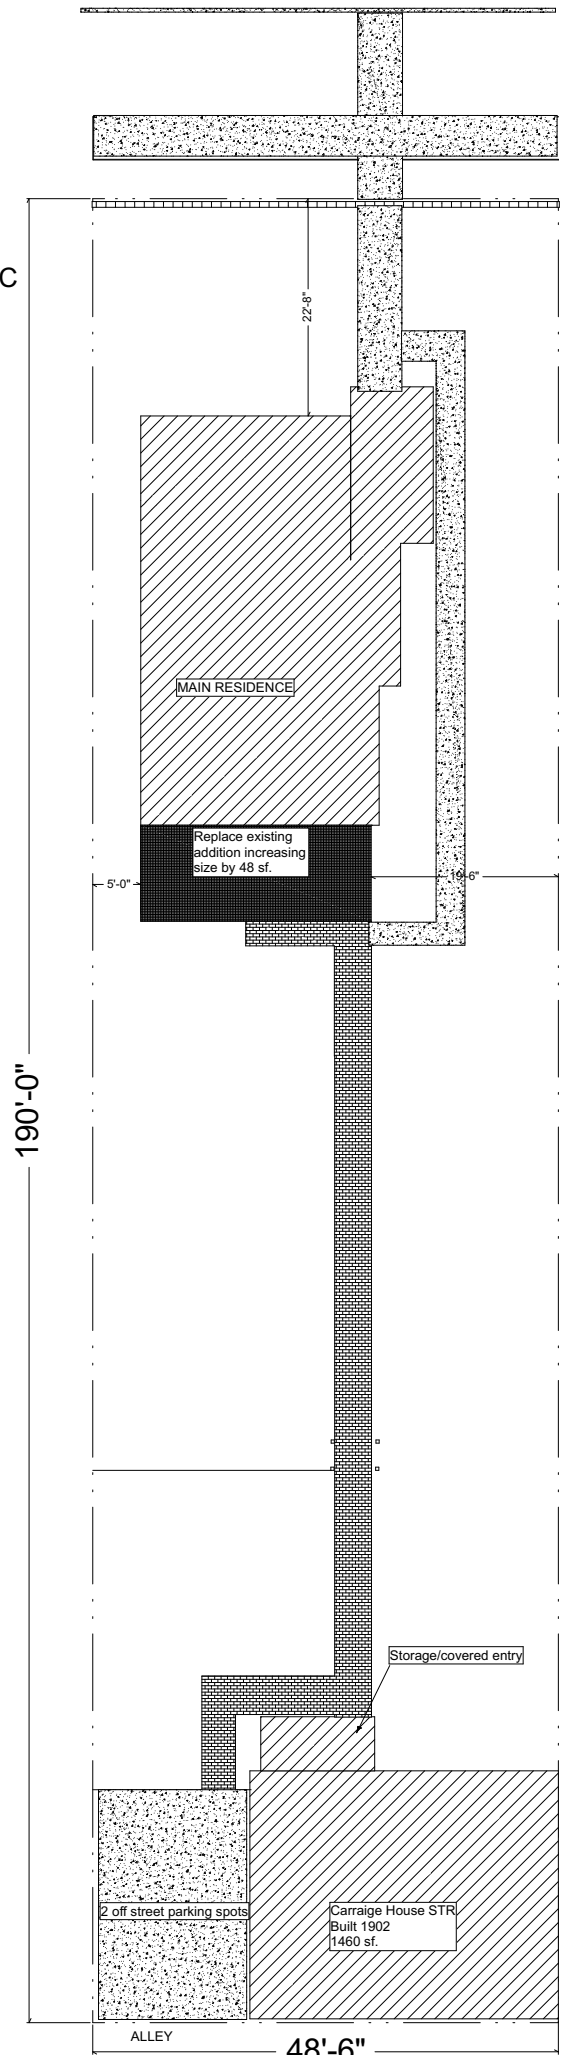 C
22'-8"
MAIN RESIDENCE
Replace existing
addition increasing
size by 48 sf.
5'-0"
19'-6"
190'-0"
Storage/covered entry
2 off street parking spots
Carraige House STR
Built 1902
1460 sf.
ALLEY
48'-6"